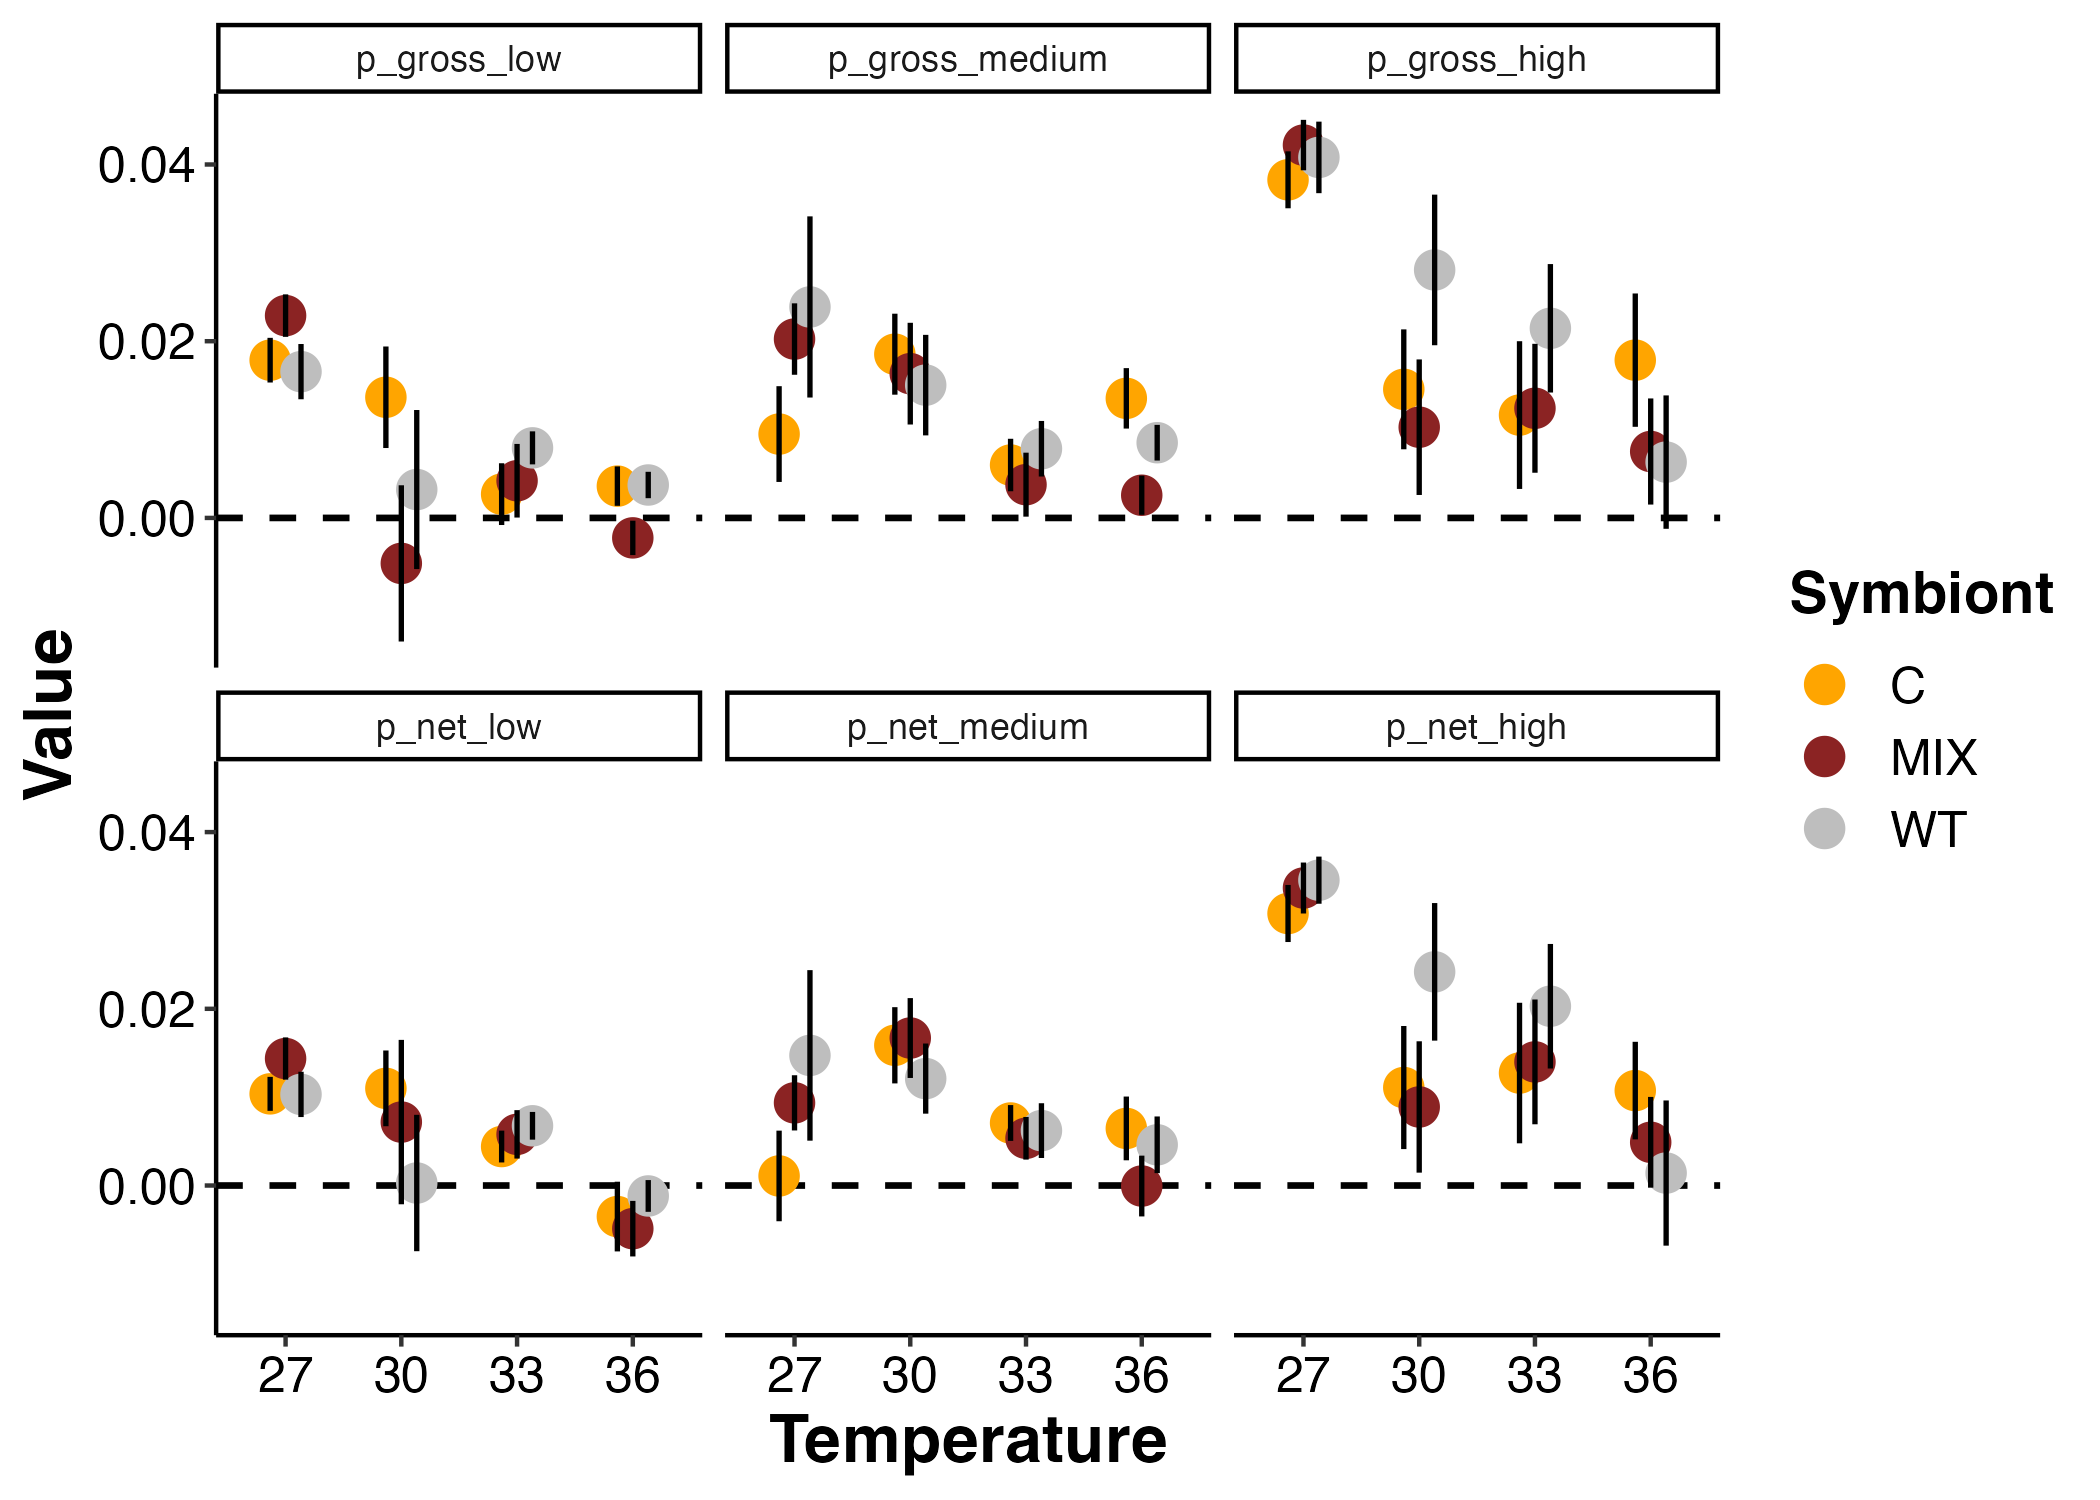 p_gross_low
p_gross_medium
p_gross_high
0.04
0.02
0.00
Value
p_net_low
p_net_medium
p_net_high
0.04
0.02
0.00
27 30 33 36
27 30 33 36
27 30 33 36
Temperature
Symbiont
C
MIX
WT